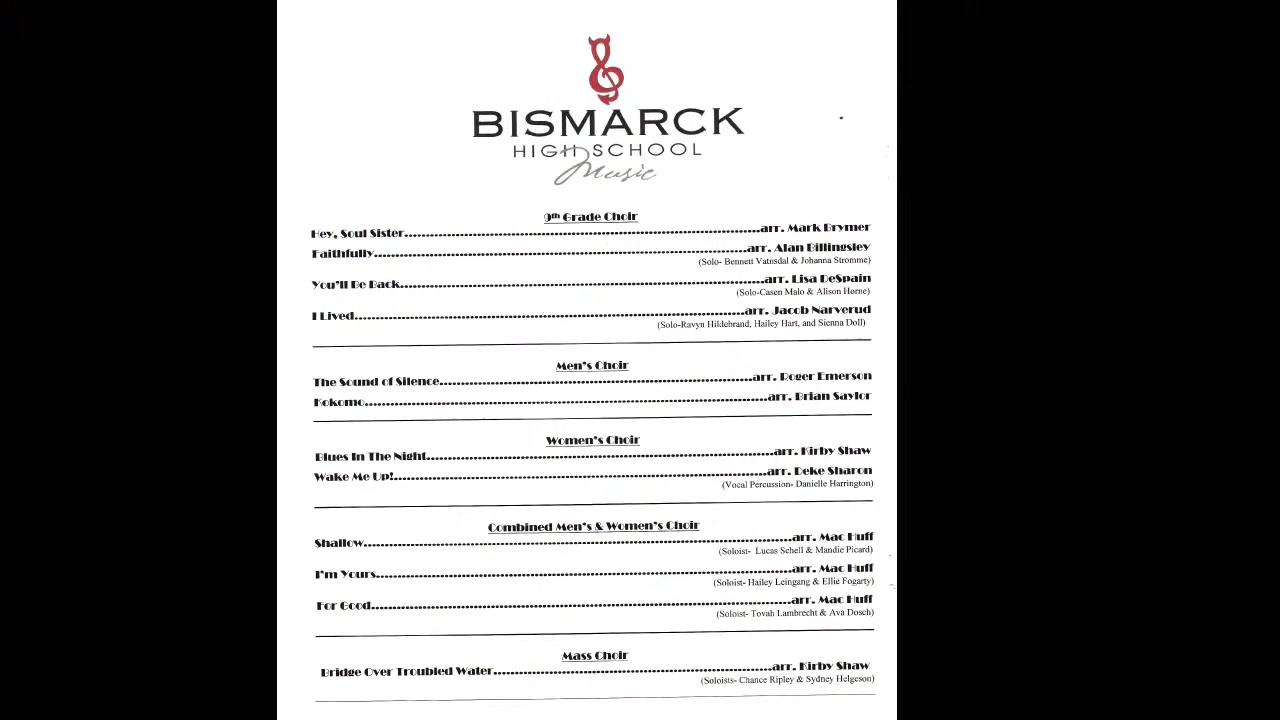 BISMARCK
HIGH SCHOOL
Music
9th Grade Choir
Hey, Soul Sister........................arr. Mark Brymer
Faithfully........................arr. Alan Billingsley
(Solo- Bennett Vatnsdal & Johanna Stromme)
You'll Be Back........................arr. Lisa DeSpain
(Solo-Casen Malo & Alison Horne)
I Lived........................arr. Jacob Narverud
(Solo-Ravyn Hildebrand, Hailey Hart, and Sienna Doll)
Men's Choir
The Sound of Silence........................arr. Roger Emerson
Kokomo........................arr. Brian Saylor
Women's Choir
Blues In The Night........................arr. Kirby Shaw
Wake Me Up!........................arr. Deke Sharon
(Vocal Percussion- Danielle Harrington)
Combined Men's & Women's Choir
Shallow........................arr. Mac Huff
(Soloist- Lucas Schell & Mandie Picard)
I'm Yours........................arr. Mac Huff
(Soloist- Hailey Leingang & Ellie Fogarty)
For Good........................arr. Mac Huff
(Soloist- Tovah Lambrecht & Ava Dosch)
Mass Choir
Bridge Over Troubled Water........................arr. Kirby Shaw
(Soloists- Chance Ripley & Sydney Helgeson)